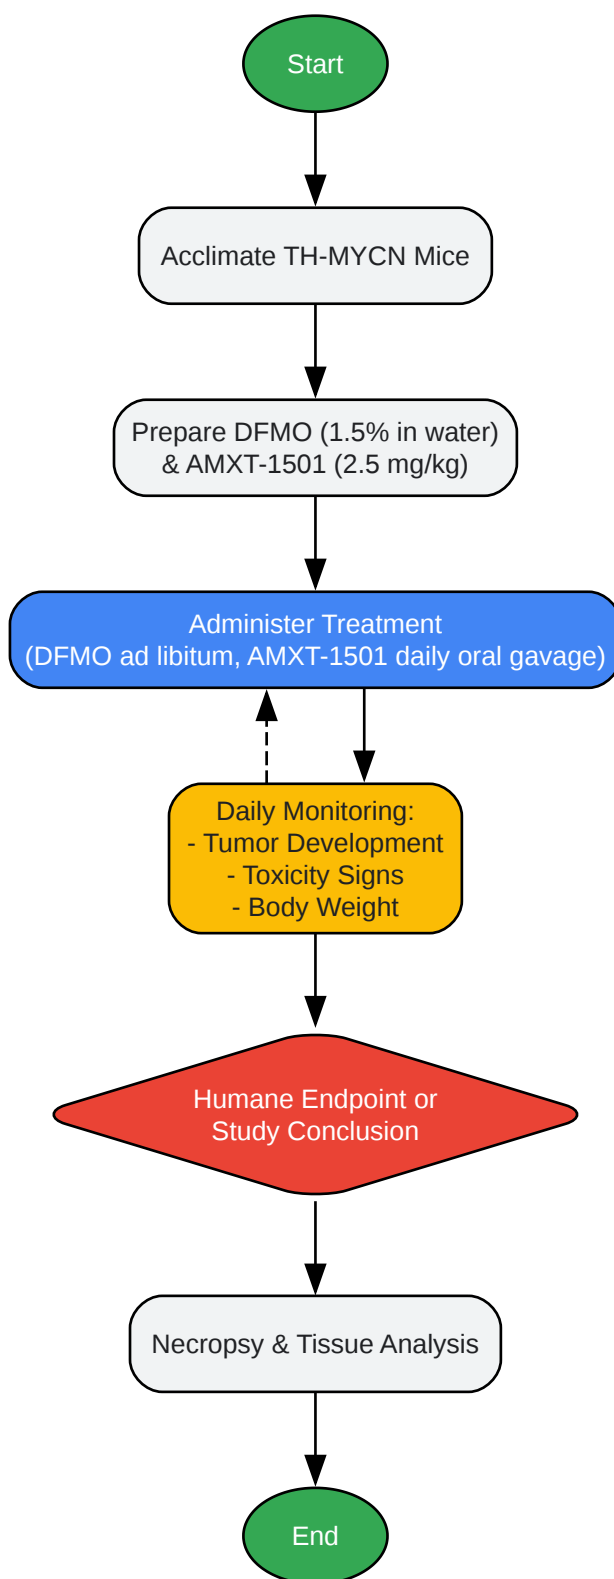 Start
Acclimate TH-MYCN Mice
Prepare DFMO (1.5% in water)
& AMXT-1501 (2.5 mg/kg)
Administer Treatment
(DFMO ad libitum, AMXT-1501 daily oral gavage)
Daily Monitoring:
- Tumor Development
- Toxicity Signs
- Body Weight
Humane Endpoint or
Study Conclusion
Necropsy & Tissue Analysis
End